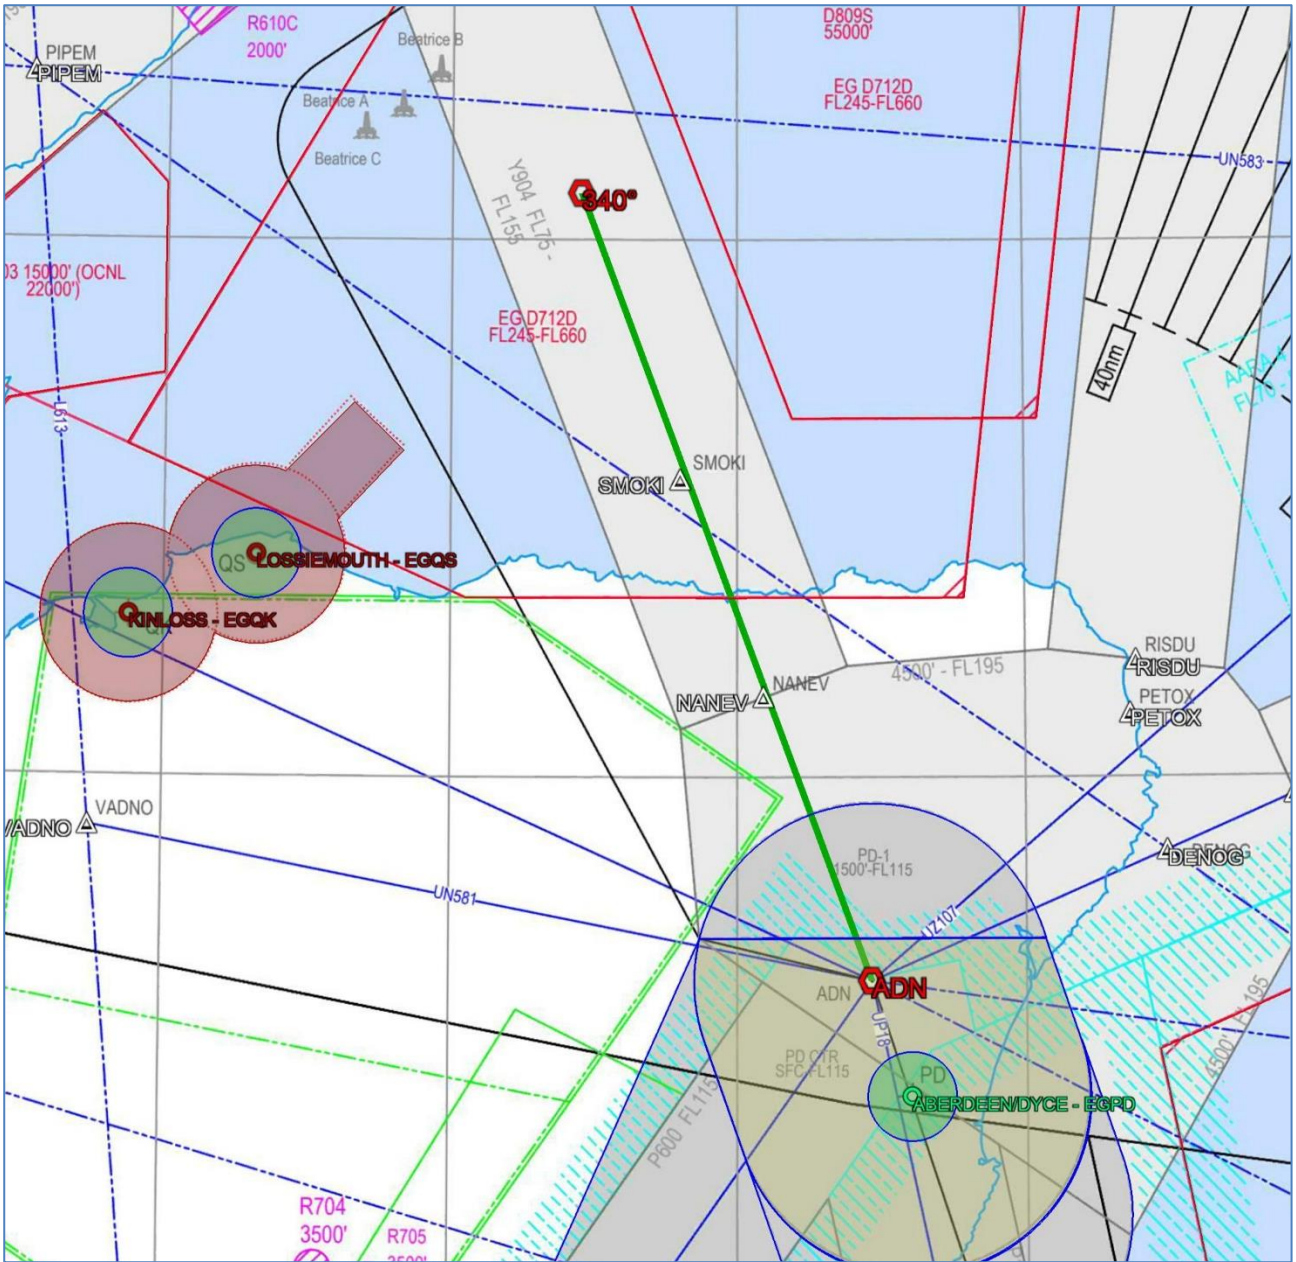 R610C
2000'
D809S
55000'
Beatrice B
PIPEM
PIPEM
EG D712D
FL245-FL660
Beatrice A
Beatrice C
UN583
Y904 FL75 -
FL155
340°
03 15000' (OCNL
22000')
EG D712D
FL245-FL660
40nm
L613
SMOKI
SMOKI
QS
LOSSIEMOUTH - EGQS
KINLOSS - EGQK
RISDU
RISDU
4500' - FL195
NANEV
NANEV
PETOX
PETOX
VADNO
VADNO
DENOG
PD-1
1500'-FL115
UN581
UZ107
ADN
ADN
UP18
4500' FL195
PD CTR
SFC-FL115
PD
ABERDEEN/DYCE - EGPD
P600 FL115
R704
3500'
R705
3500'